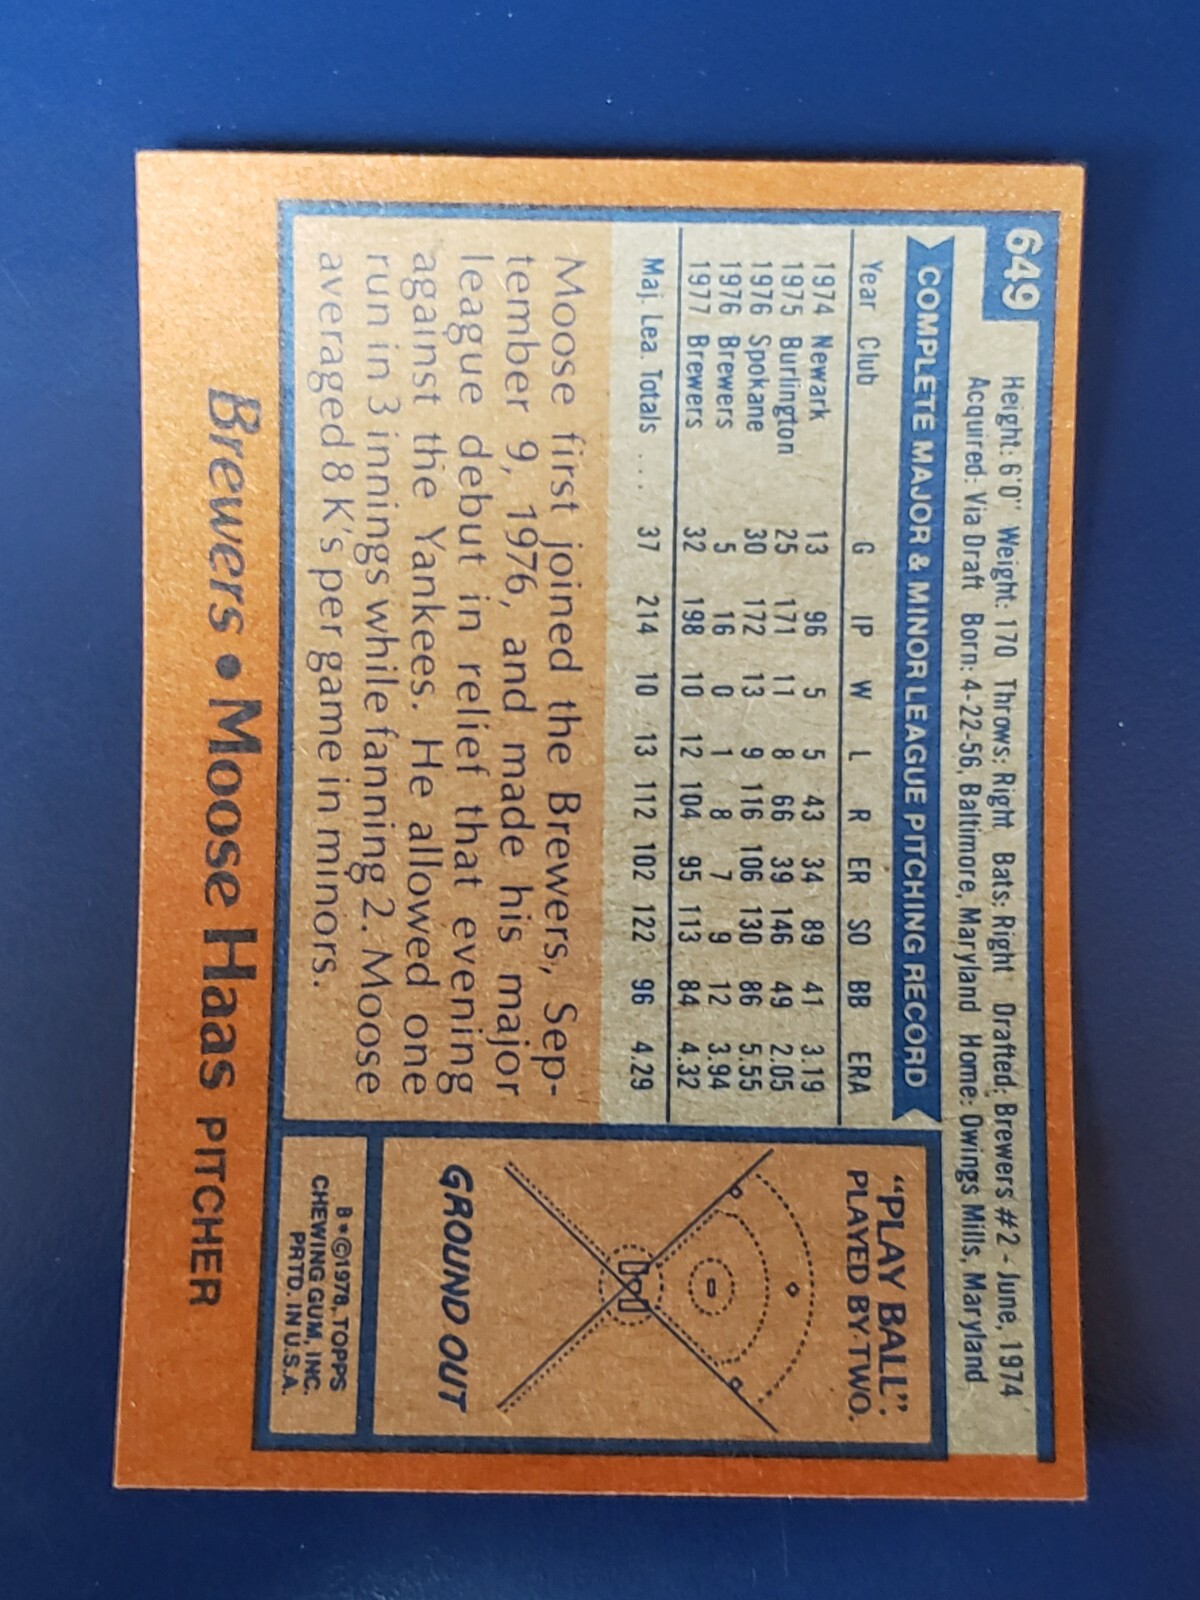 649
Height: 6'0" Weight: 170 Throws: Right Bats: Right Drafted: Brewers #2 - June, 1974
Acquired: Via Draft Born: 4-22-56, Baltimore, Maryland Home: Owings Mills, Maryland
COMPLETE MAJOR & MINOR LEAGUE PITCHING RECORD
Year Club G IP W L R ER SO BB ERA
1974 Newark 13 96 5 5 43 34 89 41 3.19
1975 Burlington 25 171 11 8 66 39 146 49 2.05
1976 Spokane 30 172 13 9 116 106 130 86 5.55
1976 Brewers 5 16 0 1 8 7 9 12 3.94
1977 Brewers 32 198 10 12 104 95 113 84 4.32
Maj. Lea. Totals . . . 37 214 10 13 112 102 122 96 4.29
Moose first joined the Brewers, Sep-
tember 9, 1976, and made his major
league debut in relief that evening
against the Yankees. He allowed one
run in 3 innings while fanning 2. Moose
averaged 8 K's per game in minors.
"PLAY BALL".
PLAYED BY TWO.
GROUND OUT
B*©1978, TOPPS
CHEWING GUM, INC.
PRTD. IN U.S.A.
Brewers • Moose Haas PITCHER